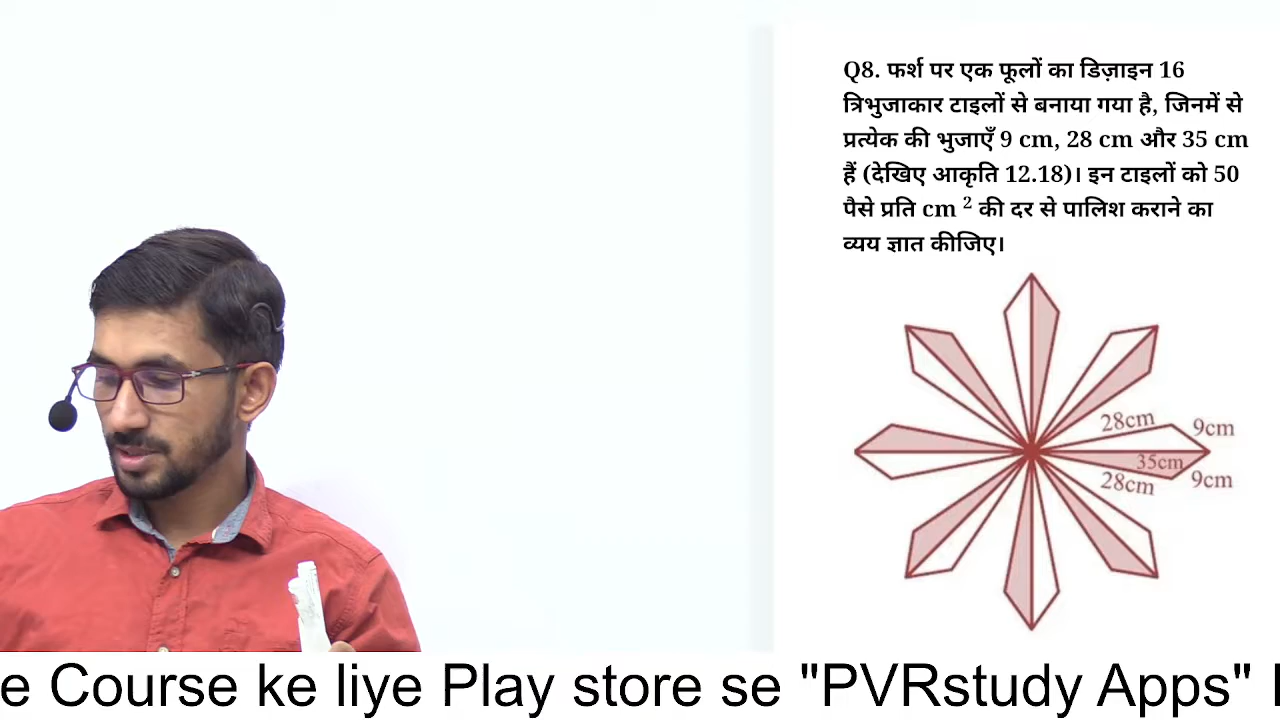 Q8. फर्श पर एक फूलों का डिज़ाइन 16
त्रिभुजाकार टाइलों से बनाया गया है, जिनमें से
प्रत्येक की भुजाएँ 9 cm, 28 cm और 35 cm
हैं (देखिए आकृति 12.18)। इन टाइलों को 50
पैसे प्रति cm ² की दर से पालिश कराने का
व्यय ज्ञात कीजिए।
28cm
9cm
35cm
28cm
9cm
e Course ke liye Play store se "PVRstudy Apps"